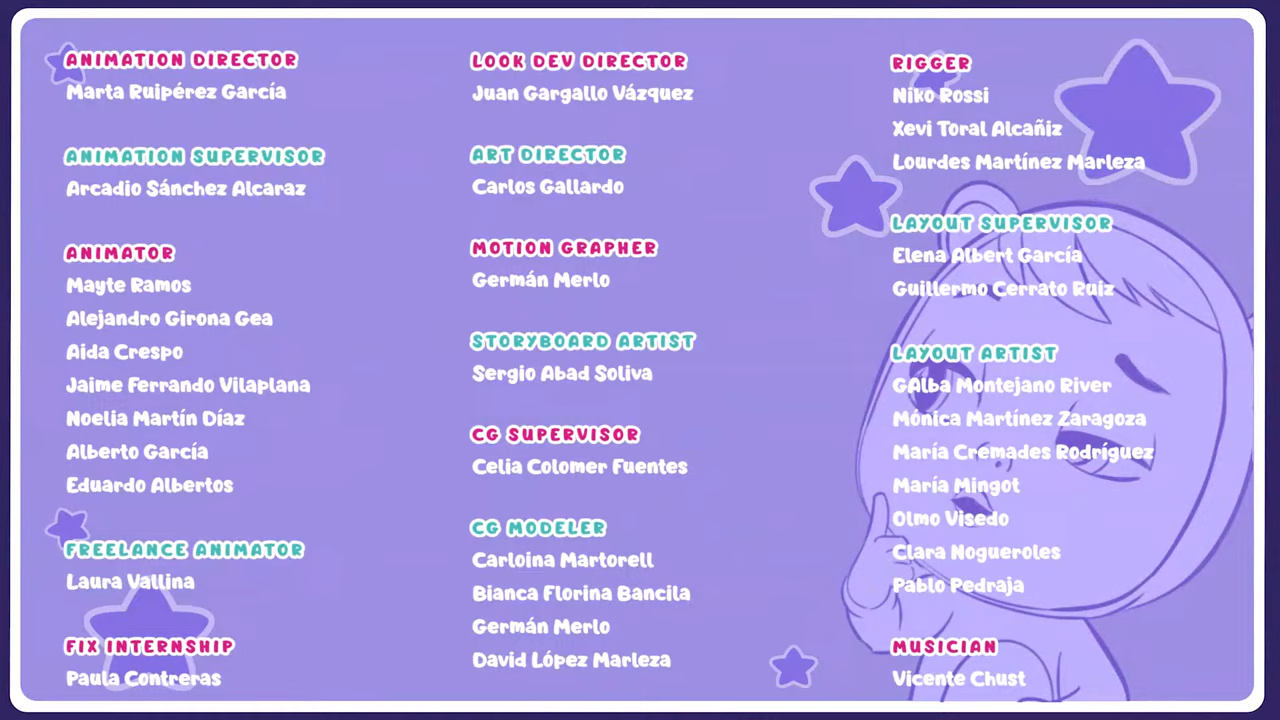 ANIMATION DIRECTOR
Marta Ruipérez García
ANIMATION SUPERVISOR
Arcadio Sánchez Alcaraz
ANIMATOR
Mayte Ramos
Alejandro Girona Gea
Aida Crespo
Jaime Ferrando Vilaplana
Noelia Martín Díaz
Alberto García
Eduardo Albertos
FREELANCE ANIMATOR
Laura Vallina
FIX INTERNSHIP
Paula Contreras
LOOK DEV DIRECTOR
Juan Gargallo Vázquez
ART DIRECTOR
Carlos Gallardo
MOTION GRAPHER
Germán Merlo
STORYBOARD ARTIST
Sergio Abad Soliva
CG SUPERVISOR
Celia Colomer Fuentes
CG MODELER
Carloina Martorell
Bianca Florina Bancila
Germán Merlo
David López Marleza
RIGGER
Niko Rossi
Xevi Toral Alcañiz
Lourdes Martínez Marleza
LAYOUT SUPERVISOR
Elena Albert García
Guillermo Cerrato Ruiz
LAYOUT ARTIST
GAlba Montejano River
Mónica Martínez Zaragoza
María Cremades Rodríguez
María Mingot
Olmo Visedo
Clara Nogueroles
Pablo Pedraja
MUSICIAN
Vicente Chust